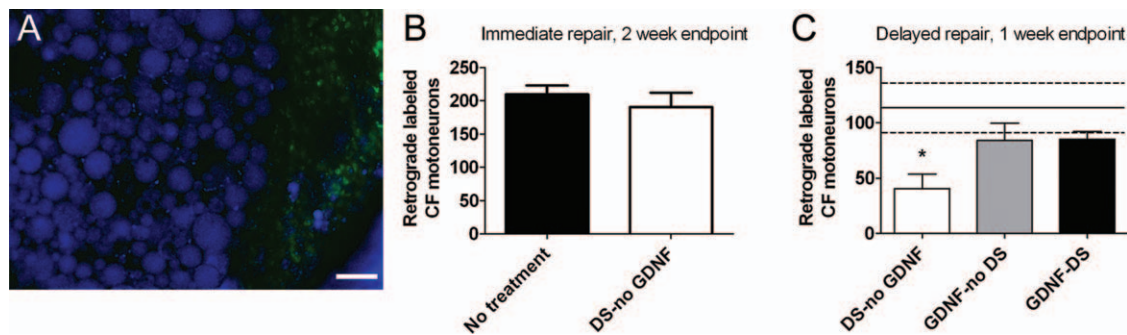 A
B
Immediate repair, 2 week endpoint
Retrograde labeled
CF motoneurons
250
200
150
100
50
0
No treatment
DS-no GDNF
C
Delayed repair, 1 week endpoint
Retrograde labeled
CF motoneurons
150
100
50
0
*
DS-no GDNF
GDNF-no DS
GDNF-DS